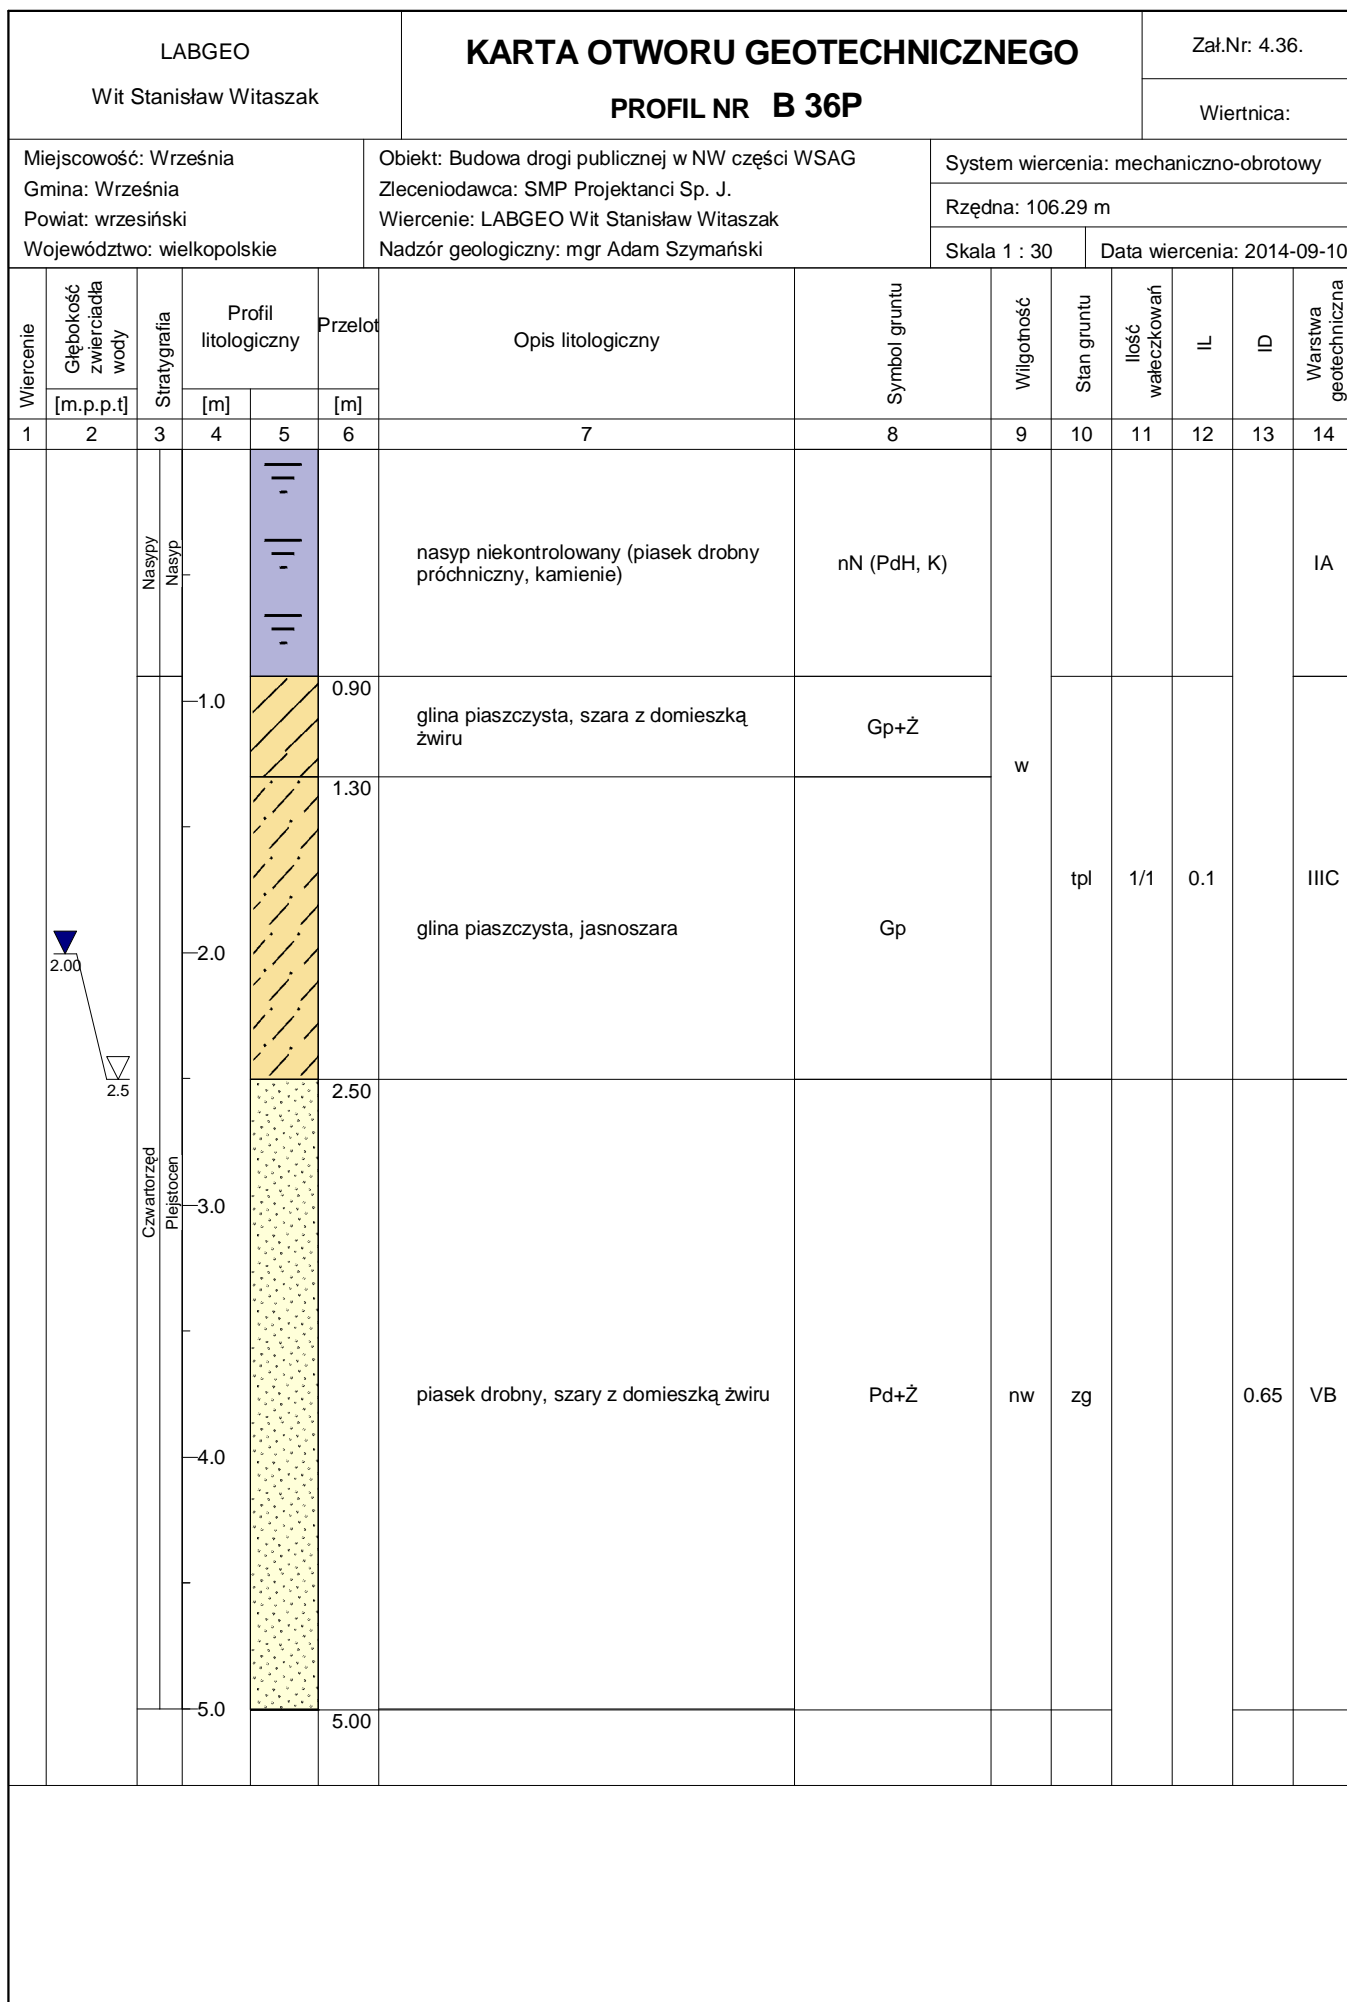 LABGEO
Wit Stanisław Witaszak
KARTA OTWORU GEOTECHNICZNEGO
PROFIL NR B 36P
Zał.Nr: 4.36.
Wiertnica:
Miejscowość: Września
Gmina: Września
Powiat: wrzesiński
Województwo: wielkopolskie
Obiekt: Budowa drogi publicznej w NW części WSAG
Zleceniodawca: SMP Projektanci Sp. J.
Wiercenie: LABGEO Wit Stanisław Witaszak
Nadzór geologiczny: mgr Adam Szymański
System wiercenia: mechaniczno-obrotowy
Rzędna: 106.29 m
Skala 1 : 30
Data wiercenia: 2014-09-10
Wiercenie
Głębokość
zwierciadła
wody
[m.p.p.t]
Stratygrafia
Profil
litologiczny
[m]
Przelot
[m]
Opis litologiczny
Symbol gruntu
Wilgotność
Stan gruntu
Ilość
wałeczkowań
IL
ID
Warstwa
geotechniczna
1 2 3 4 5 6 7 8 9 10 11 12 13 14
Nasypy
Nasyp
nasyp niekontrolowany (piasek drobny
próchniczny, kamienie)
nN (PdH, K)
IA
1.0
0.90
glina piaszczysta, szara z domieszką
żwiru
Gp+Ż
w
1.30
glina piaszczysta, jasnoszara
Gp
tpl
1/1
0.1
IIIC
2.00
2.0
2.5
2.50
Czwartorzęd
Plejstocen
3.0
piasek drobny, szary z domieszką żwiru
Pd+Ż
nw
zg
0.65
VB
4.0
5.0
5.00